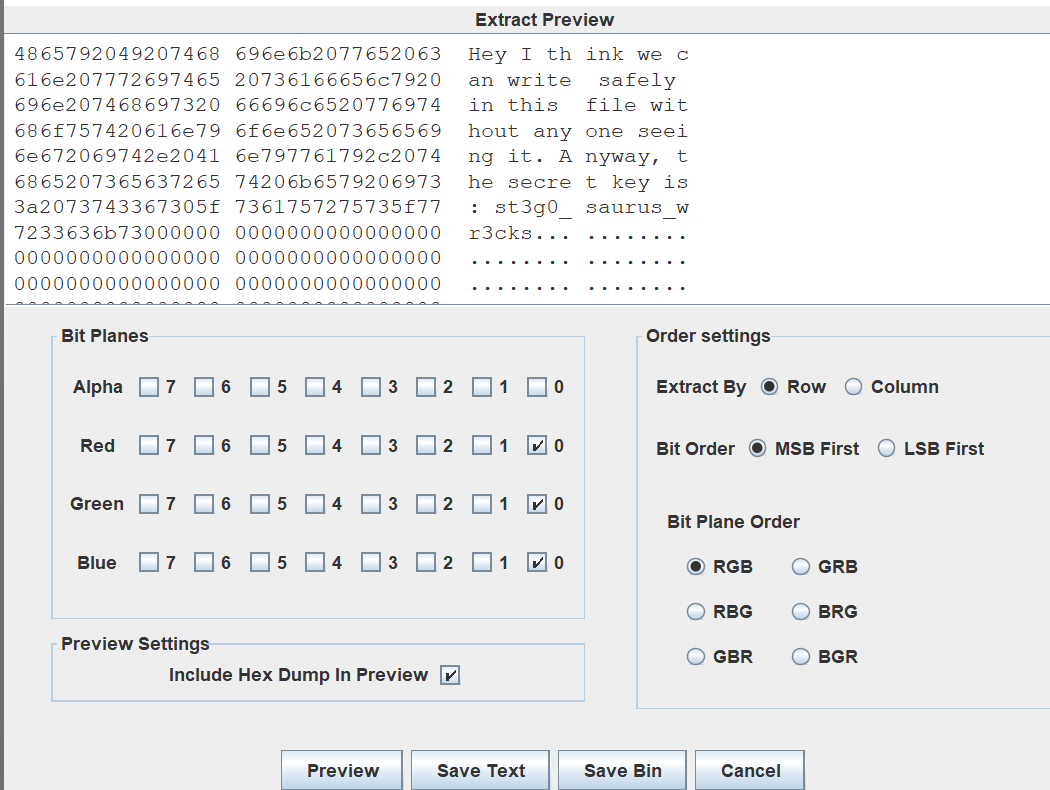 Extract Preview
4865792049207468 696e6b2077652063 Hey I th ink we c
616e207772697465 20736166656c7920 an write  safely
696e207468697320 66696c6520776974 in this  file wit
686f757420616e79 6f6e652073656569 hout any one seei
6e672069742e2041 6e797761792c2074 ng it. A nyway, t
6865207365637265 74206b6579206973 he secre t key is
3a2073743367305f 7361757275735f77 : st3g0_ saurus_w
7233636b73000000 0000000000000000 r3cks... ........
0000000000000000 0000000000000000 ........ ........
0000000000000000 0000000000000000 ........ ........
Bit Planes
Alpha 7 6 5 4 3 2 1 0
Red 7 6 5 4 3 2 1 0
Green 7 6 5 4 3 2 1 0
Blue 7 6 5 4 3 2 1 0
Preview Settings
Include Hex Dump In Preview
Order settings
Extract By Row Column
Bit Order MSB First LSB First
Bit Plane Order
RGB GRB
RBG BRG
GBR BGR
Preview Save Text Save Bin Cancel